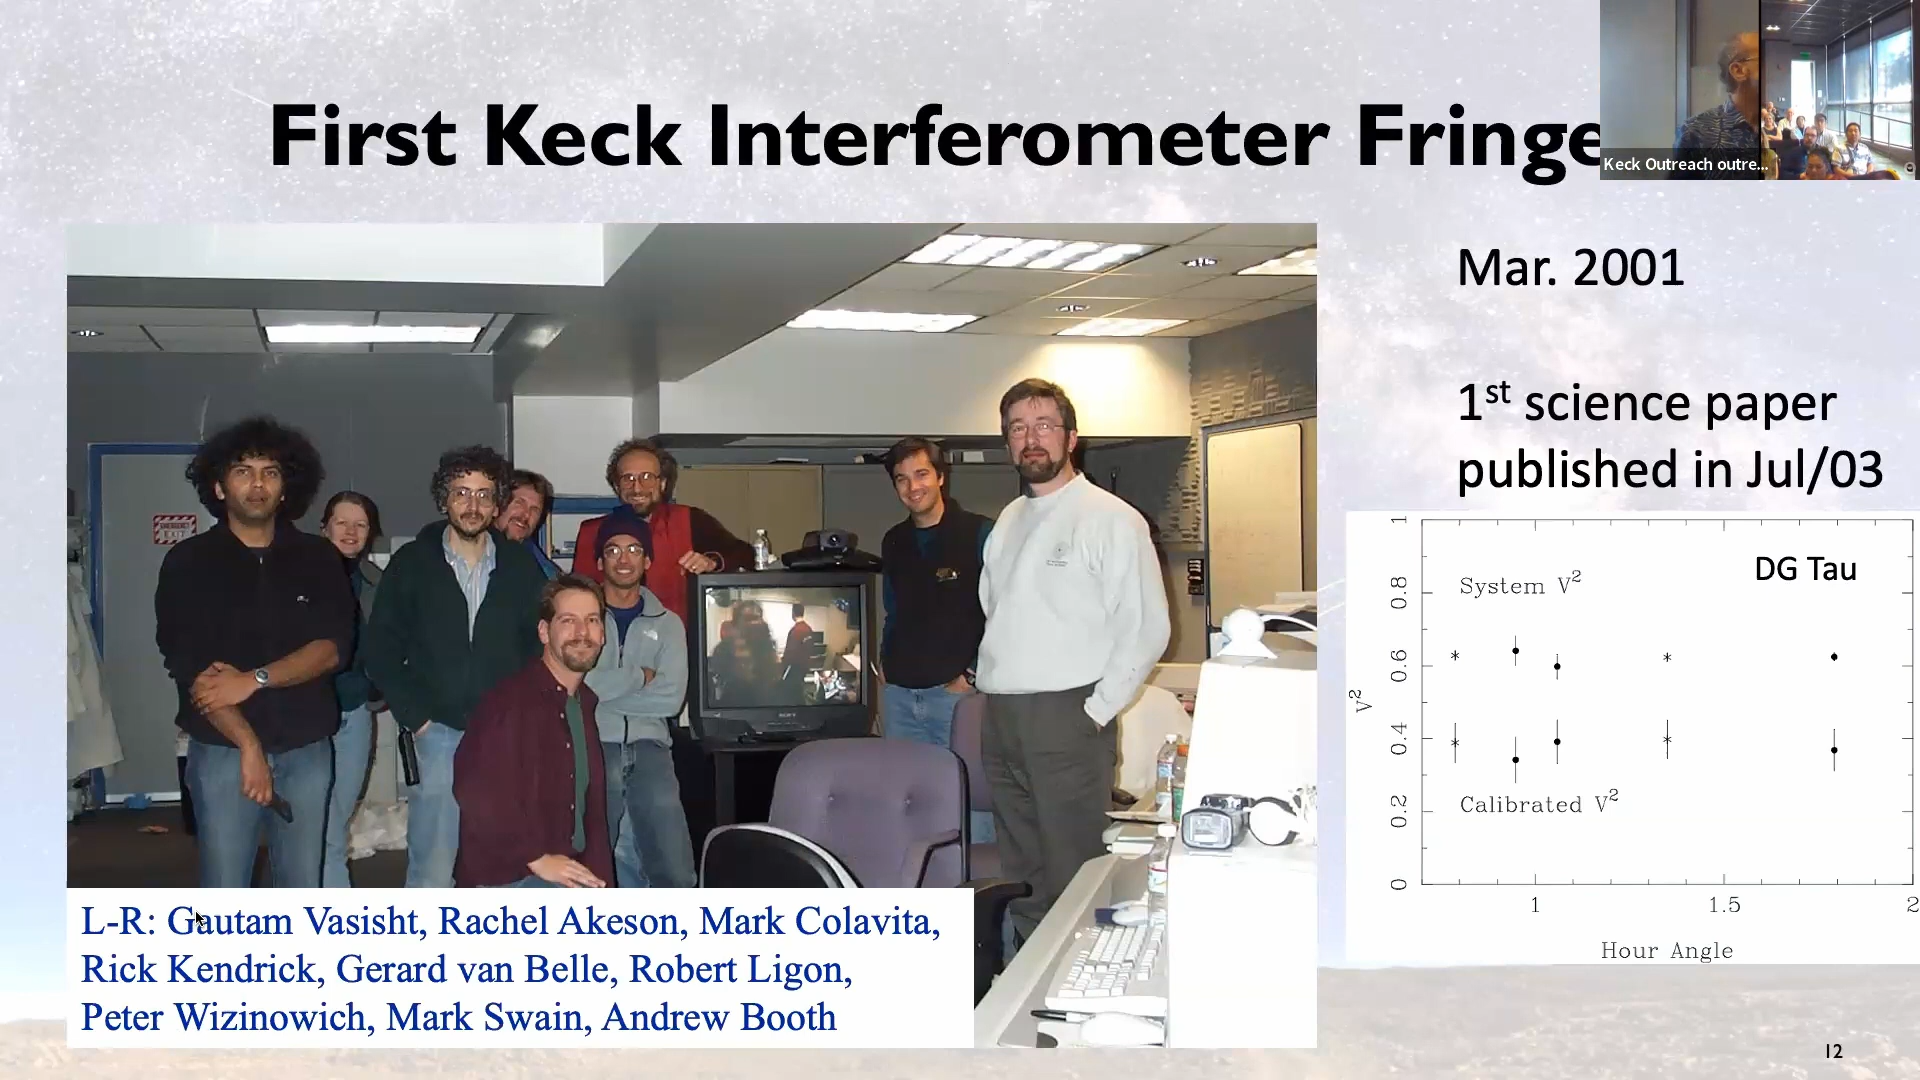 First Keck Interferometer Fringe
Keck Outreach outre...
Mar. 2001
1st science paper
published in Jul/03
EMERGENCY
EXIT
SONY
DG Tau
System V2
Calibrated V2
V2
1
0.8
0.6
0.4
0.2
0
1
1.5
2
Hour Angle
L-R: Gautam Vasisht, Rachel Akeson, Mark Colavita,
Rick Kendrick, Gerard van Belle, Robert Ligon,
Peter Wizinowich, Mark Swain, Andrew Booth
12